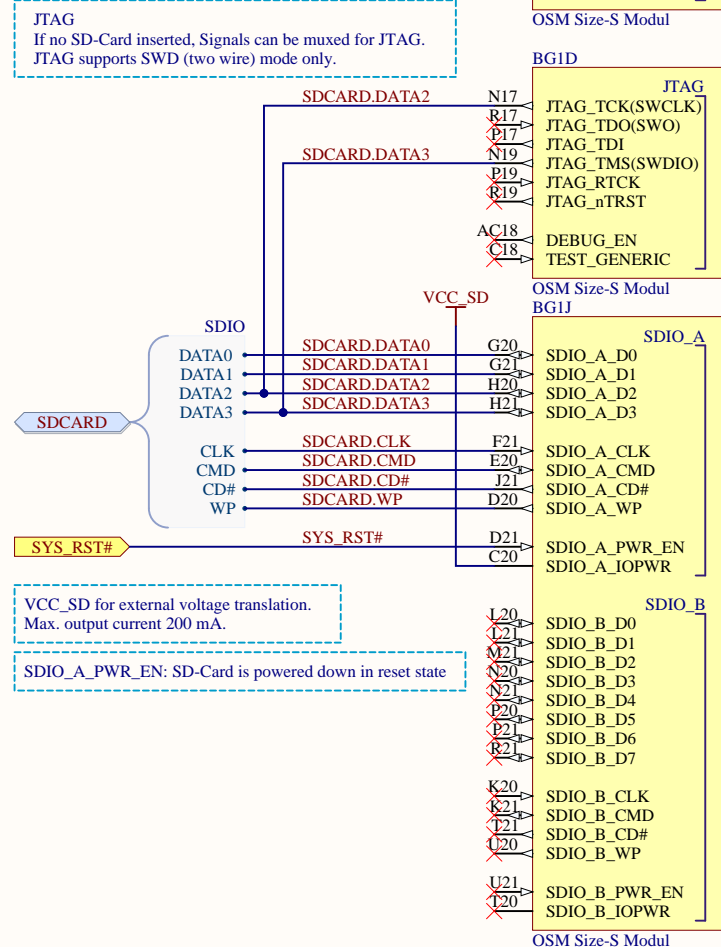 JTAG
If no SD-Card inserted, Signals can be muxed for JTAG.
JTAG supports SWD (two wire) mode only.
OSM Size-S Modul
BG1D
JTAG
SDCARD.DATA2 N17 JTAG_TCK(SWCLK)
R17 JTAG_TDO(SWO)
P17 JTAG_TDI
SDCARD.DATA3 N19 JTAG_TMS(SWDIO)
P19 JTAG_RTCK
R19 JTAG_nTRST
AC18 DEBUG_EN
C18 TEST_GENERIC
OSM Size-S Modul
VCC_SD
BG1J
SDIO
SDIO_A
DATA0 SDCARD.DATA0 G20 SDIO_A_D0
DATA1 SDCARD.DATA1 G21 SDIO_A_D1
DATA2 SDCARD.DATA2 H20 SDIO_A_D2
DATA3 SDCARD.DATA3 H21 SDIO_A_D3
SDCARD
CLK SDCARD.CLK F21 SDIO_A_CLK
CMD SDCARD.CMD E20 SDIO_A_CMD
CD# SDCARD.CD# J21 SDIO_A_CD#
WP SDCARD.WP D20 SDIO_A_WP
SYS_RST# SYS_RST# D21 SDIO_A_PWR_EN
C20 SDIO_A_IOPWR
VCC_SD for external voltage translation.
Max. output current 200 mA.
SDIO_A_PWR_EN: SD-Card is powered down in reset state
SDIO_B
L20 SDIO_B_D0
L21 SDIO_B_D1
M21 SDIO_B_D2
N20 SDIO_B_D3
N21 SDIO_B_D4
P20 SDIO_B_D5
P21 SDIO_B_D6
R21 SDIO_B_D7
K20 SDIO_B_CLK
K21 SDIO_B_CMD
T21 SDIO_B_CD#
U20 SDIO_B_WP
U21 SDIO_B_PWR_EN
T20 SDIO_B_IOPWR
OSM Size-S Modul